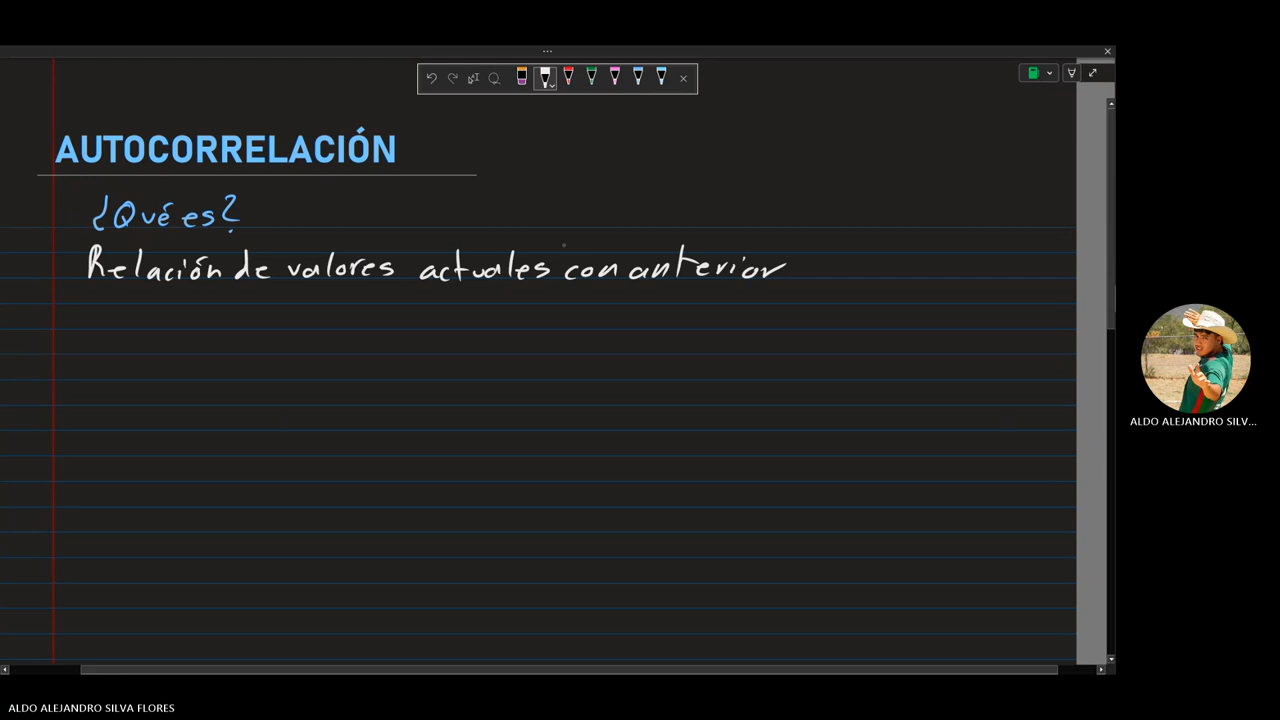 AUTOCORRELACIÓN
¿Qué es?
Relación de valores actuales con anterior
ALDO ALEJANDRO SILV...
ALDO ALEJANDRO SILVA FLORES